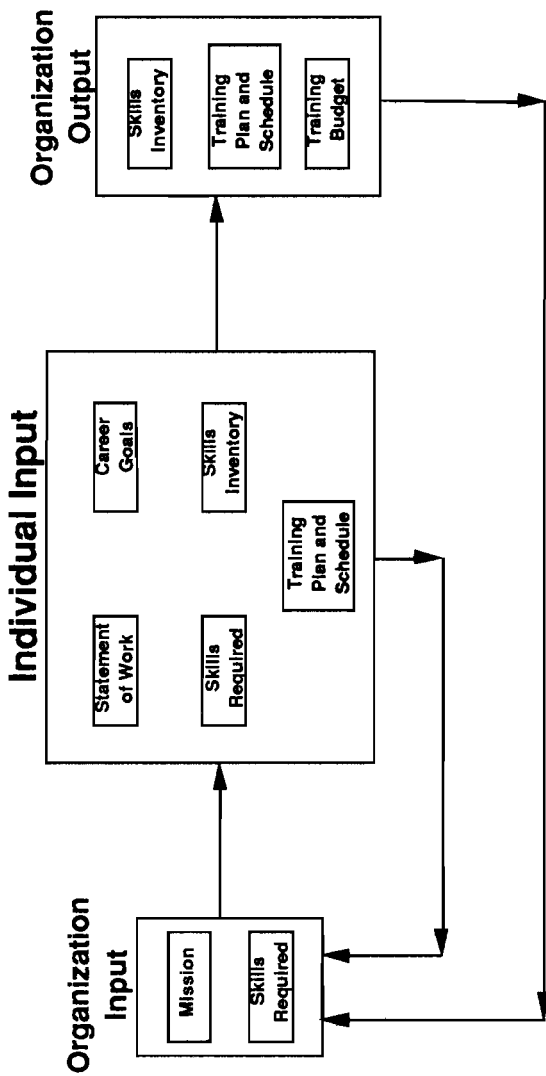 Organization
Input
Mission
Skills
Required
Individual Input
Statement
of Work
Career
Goals
Skills
Required
Skills
Inventory
Training
Plan and
Schedule
Organization
Output
Skills
Inventory
Training
Plan and
Schedule
Training
Budget